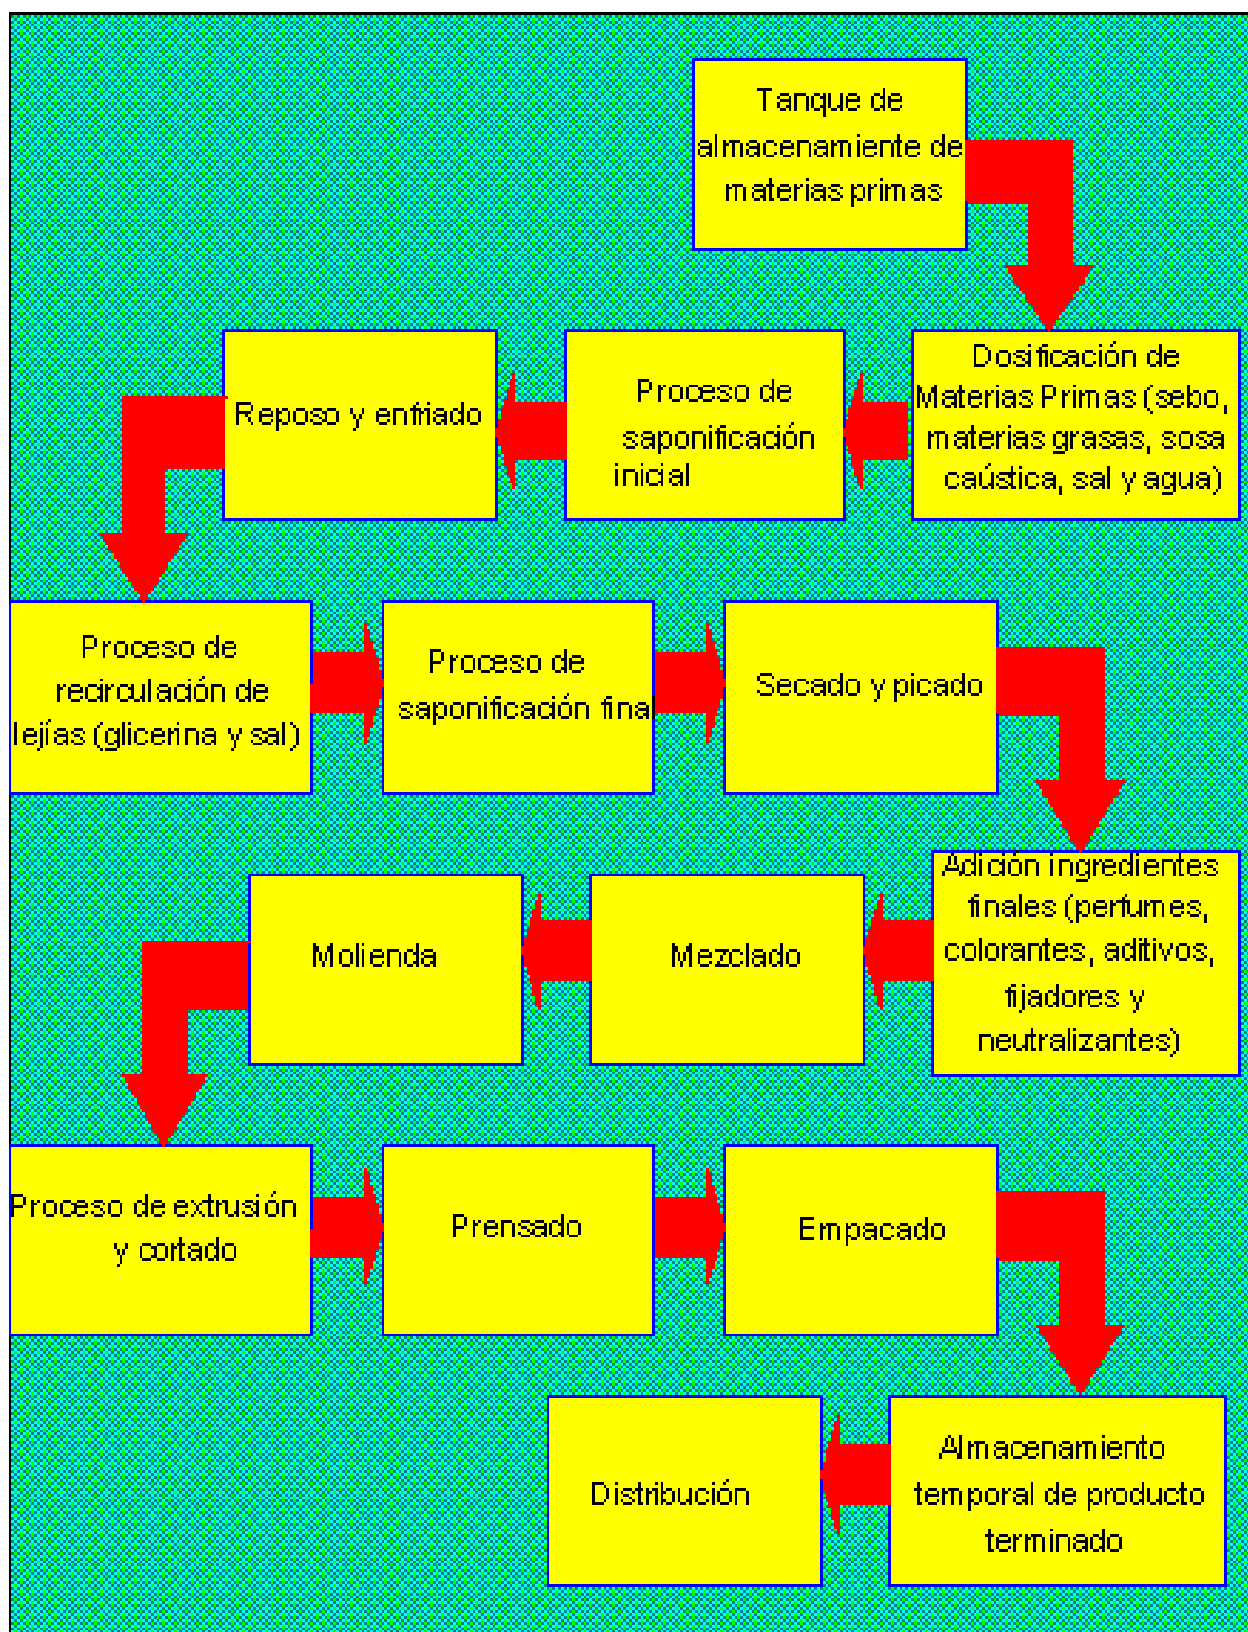 Tanque de
almacenamiente de
materias primas
Dosificación de
Materias Primas (sebo,
materias grasas, sosa
caústica, sal y agua)
Proceso de
saponificación
inicial
Reposo y enfriado
Proceso de
recirculación de
lejías (glicerina y sal)
Proceso de
saponificación final
Secado y picado
Adición ingredientes
finales (perfumes,
colorantes, aditivos,
fijadores y
neutralizantes)
Mezclado
Molienda
Proceso de extrusión
y cortado
Prensado
Empacado
Almacenamiento
temporal de producto
terminado
Distribución